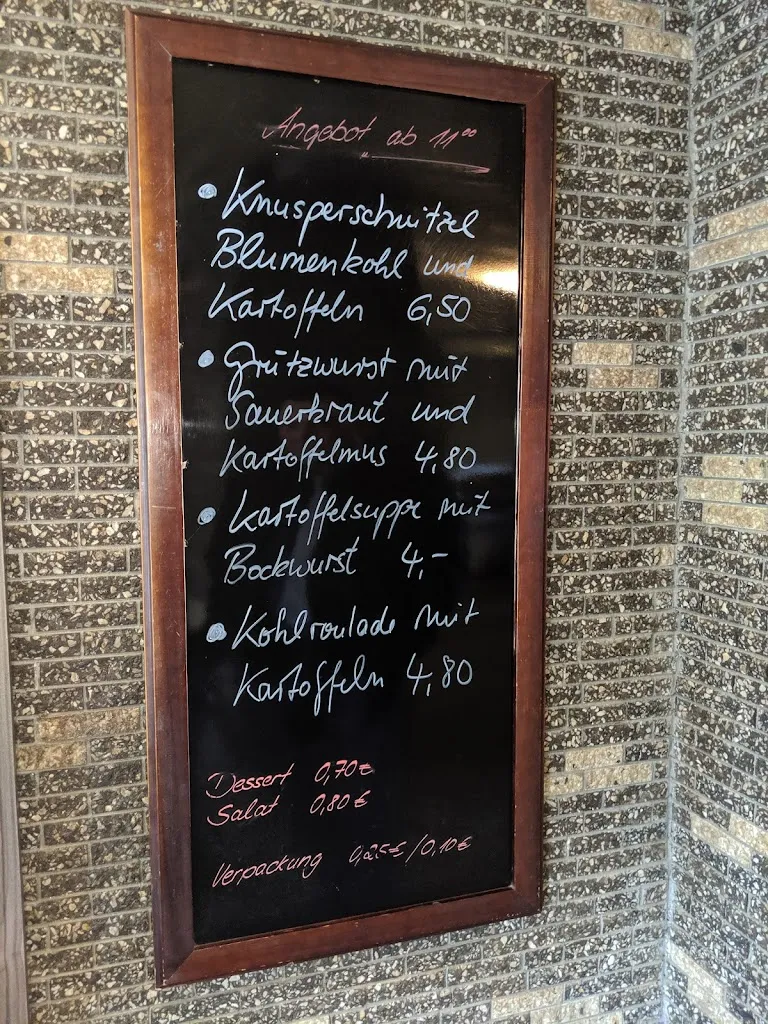 Angebot ab 11⁰⁰
• Knusperschnitzel
Blumenkohl und
Kartoffeln 6,50
• Grützwurst mit
Sauerkraut und
Kartoffelmus 4,80
• Kartoffelsuppe mit
Bockwurst 4,-
• Kohlroulade mit
Kartoffeln 4,80
Dessert 0,70€
Salat 0,80€
Verpackung 0,25€/0,10€